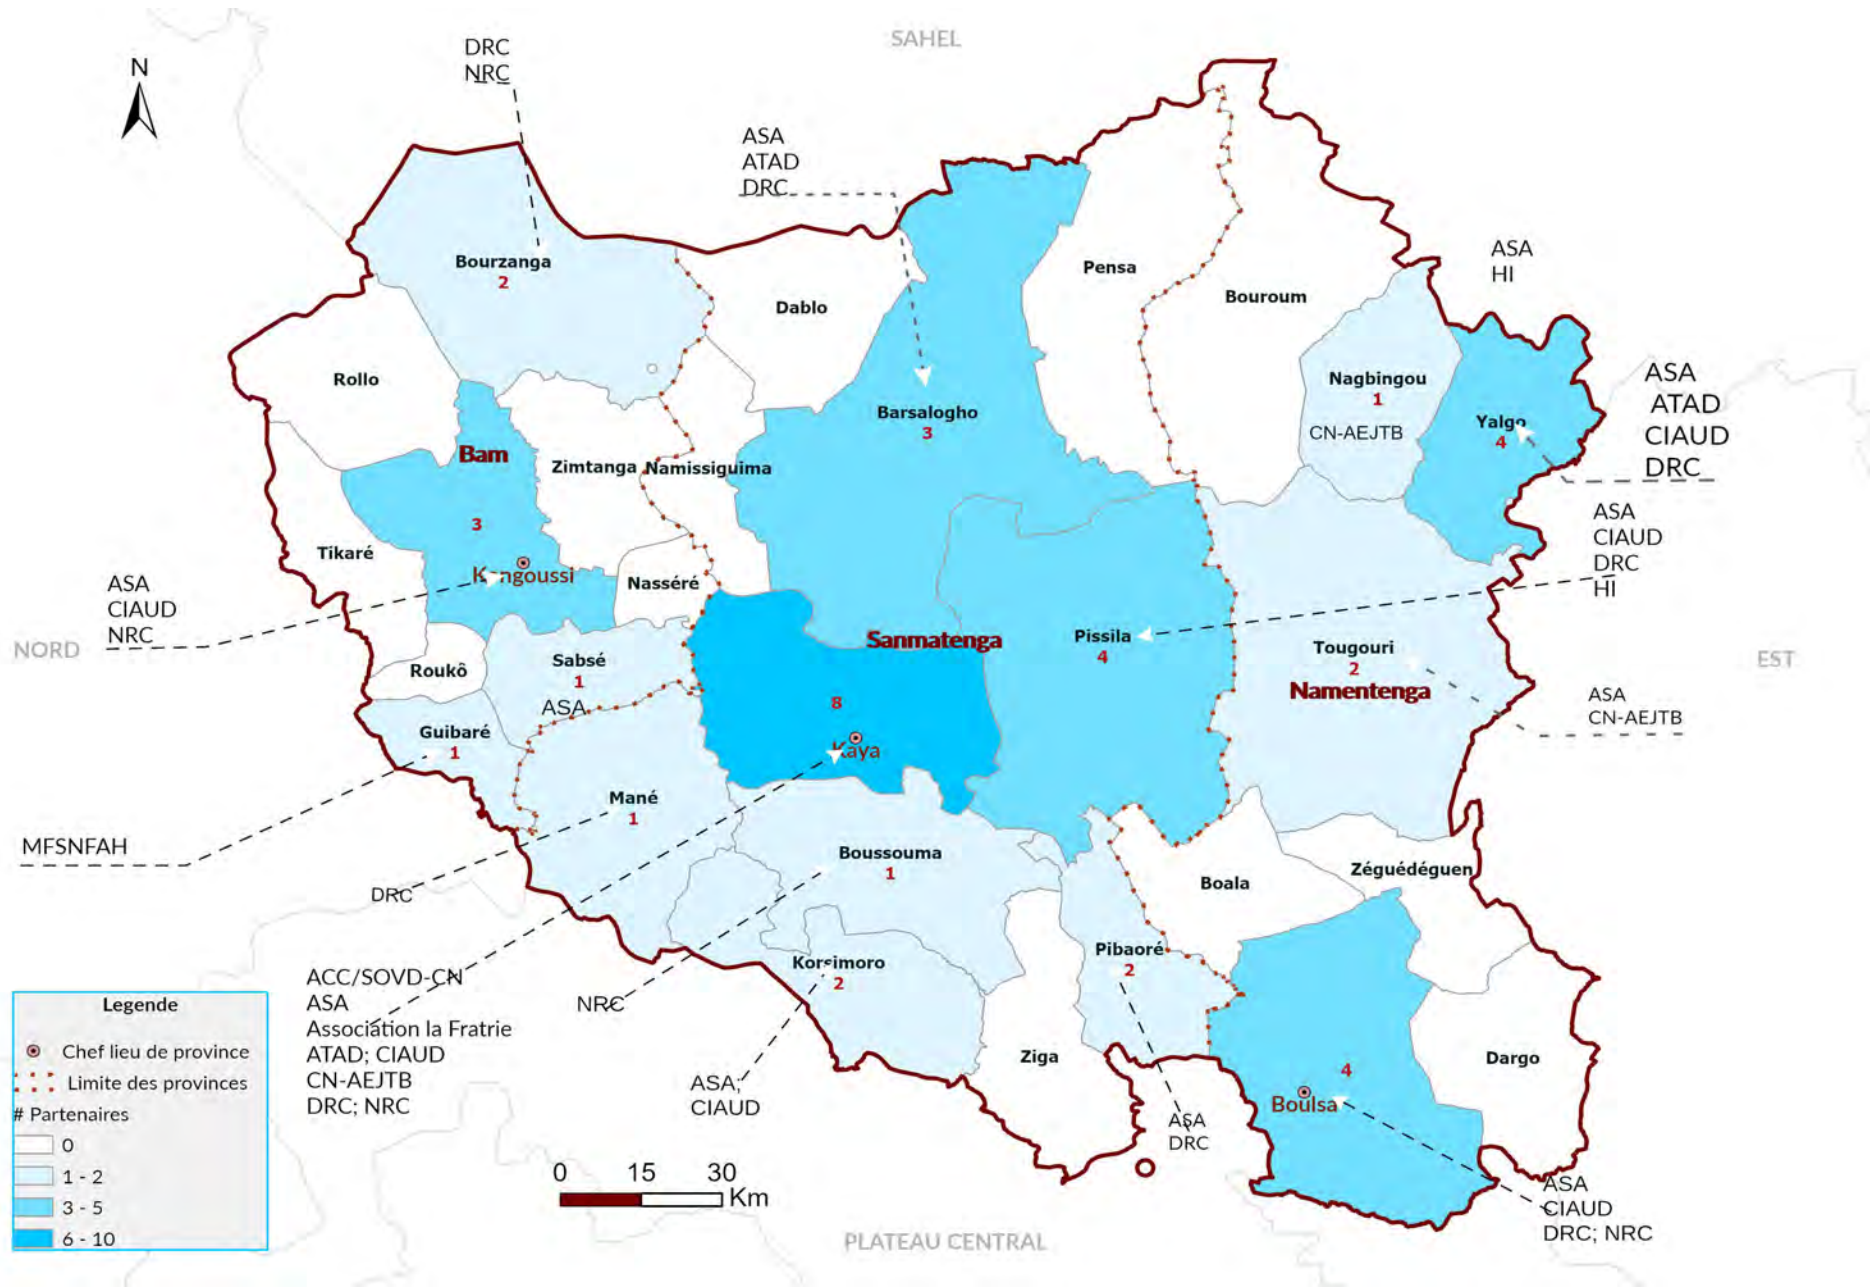 SAHEL
N
DRC
NRC
ASA
ATAD
DRC
ASA
HI
Bourzanga
2
Dablo
Pensa
Bouroum
Rollo
Nagbingou
1
CN-AEJTB
Yalgo
4
ASA
ATAD
CIAUD
DRC
Barsalogho
3
Bam
Zimtanga
Namissiguima
3
Kongoussi
Tikaré
Nasséré
ASA
CIAUD
NRC
ASA
CIAUD
DRC
HI
NORD
Sanmatenga
Pissila
4
Tougouri
2
Namentenga
EST
Roukô
Sabsé
1
ASA
8
Kaya
ASA
CN-AEJTB
Guibaré
1
Mané
1
MFSNFAH
DRC
Boussouma
1
Boala
Zéguédéguen
Korsimoro
2
Pibaoré
2
ACC/SOVD-CN
ASA
Association la Fratrie
ATAD; CIAUD
CN-AEJTB
DRC; NRC
NRC
ASA;
CIAUD
Ziga
ASA
DRC
4
Boulsa
Dargo
ASA
CIAUD
DRC; NRC
Legende
Chef lieu de province
Limite des provinces
# Partenaires
0
1 - 2
3 - 5
6 - 10
0 15 30
Km
PLATEAU CENTRAL